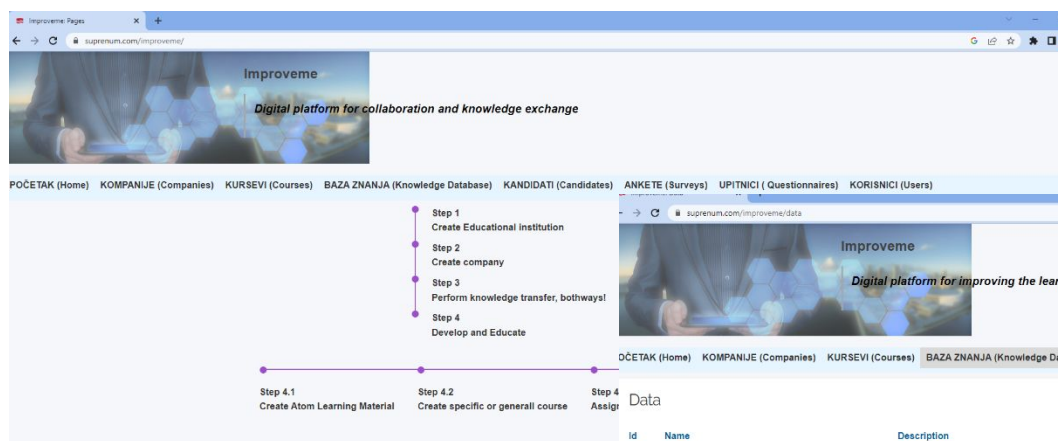 Improveme: Pages
suprenum.com/improveme/
Improveme
Digital platform for collaboration and knowledge exchange
POČETAK (Home) KOMPANIJE (Companies) KURSEVI (Courses) BAZA ZNANJA (Knowledge Database) KANDIDATI (Candidates) ANKETE (Surveys) UPITNICI ( Questionnaires) KORISNICI (Users)
Step 1
Create Educational institution
Step 2
Create company
Step 3
Perform knowledge transfer, bothways!
Step 4
Develop and Educate
Step 4.1
Create Atom Learning Material
Step 4.2
Create specific or generall course
Step 4
Assig
suprenum.com/improveme/data
Improveme
Digital platform for improving the lear
OČETAK (Home) KOMPANIJE (Companies) KURSEVI (Courses) BAZA ZNANJA (Knowledge Da
Data
Id Name Description